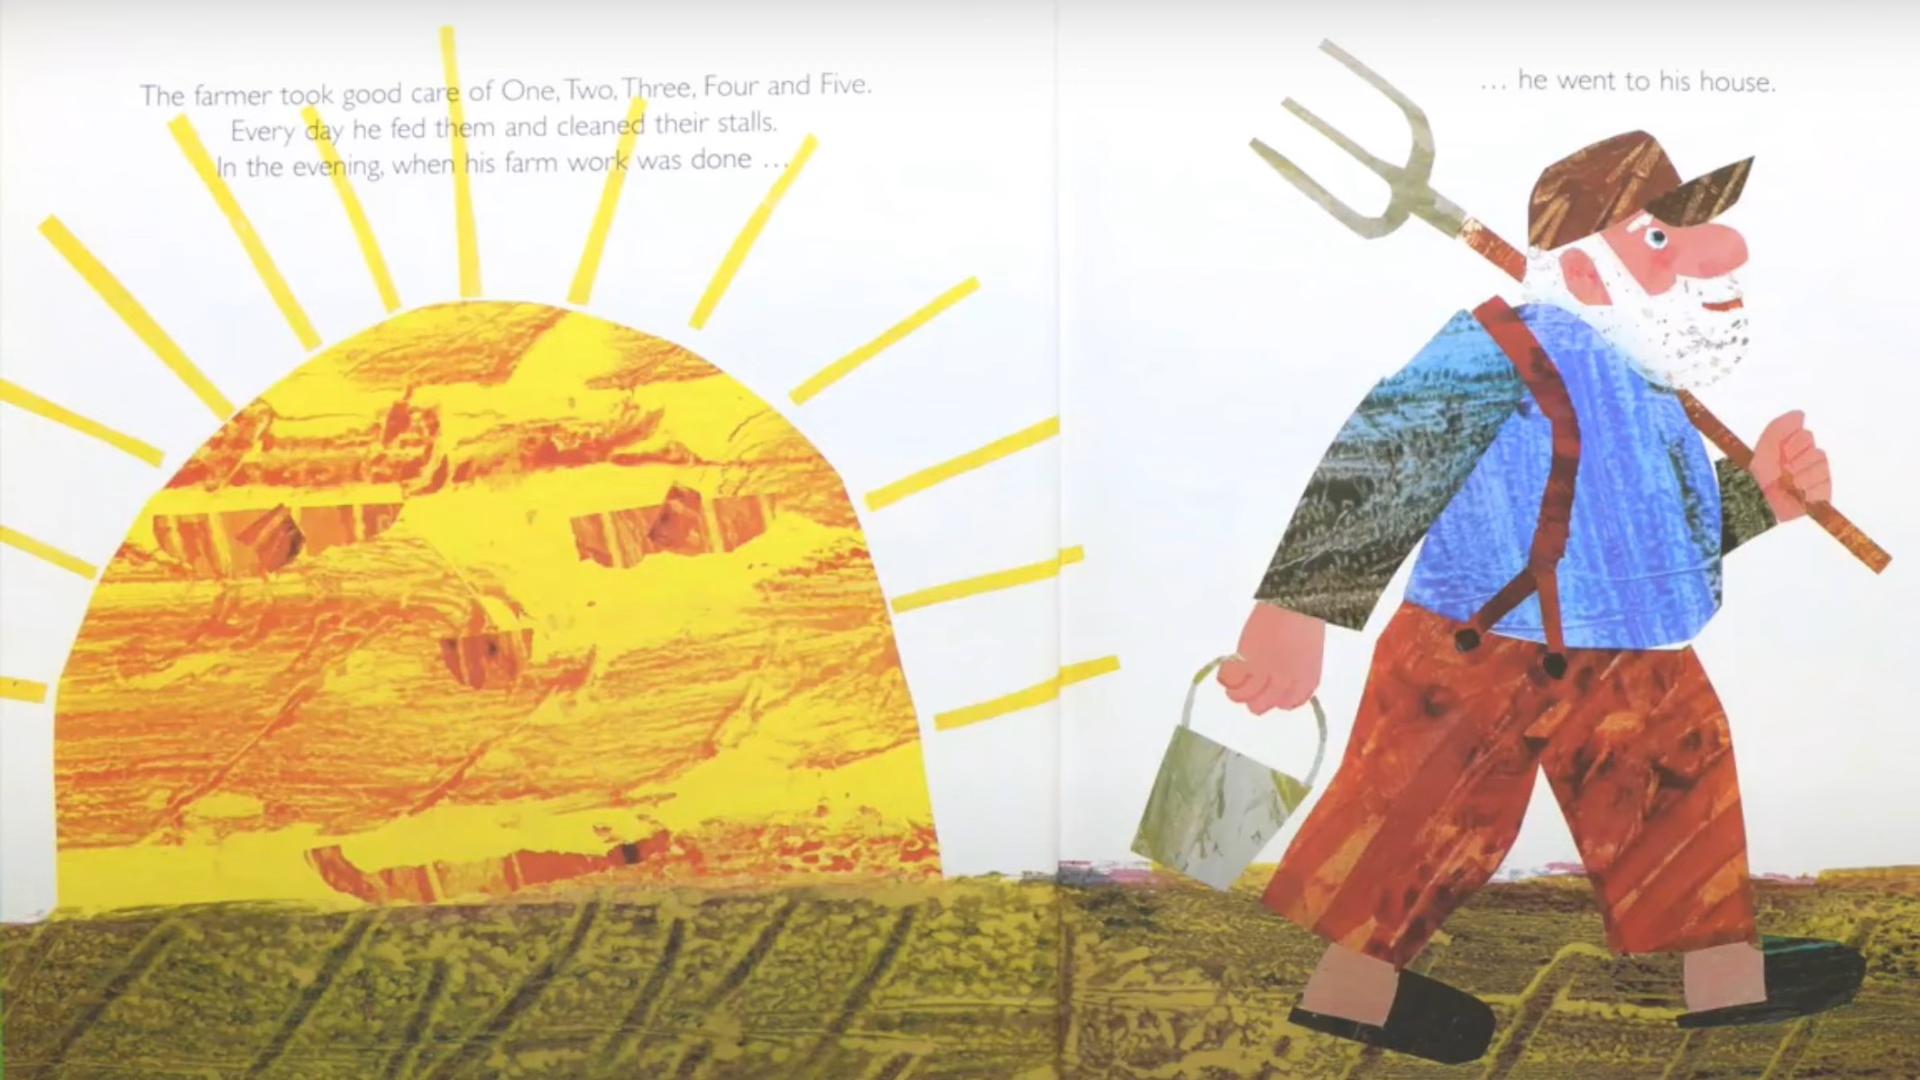 The farmer took good care of One, Two, Three, Four and Five.
Every day he fed them and cleaned their stalls.
In the evening, when his farm work was done ...
... he went to his house.